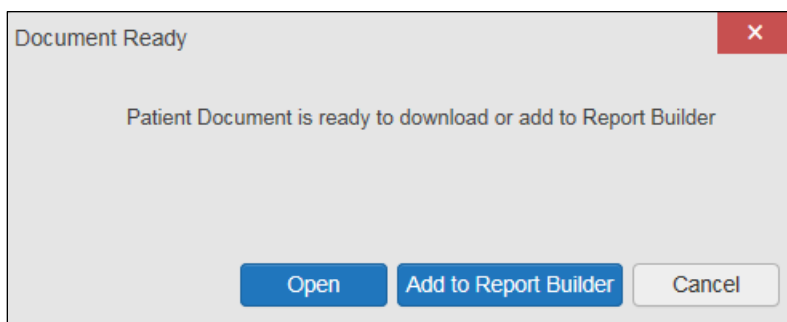 Document Ready
Patient Document is ready to download or add to Report Builder
Open Add to Report Builder Cancel